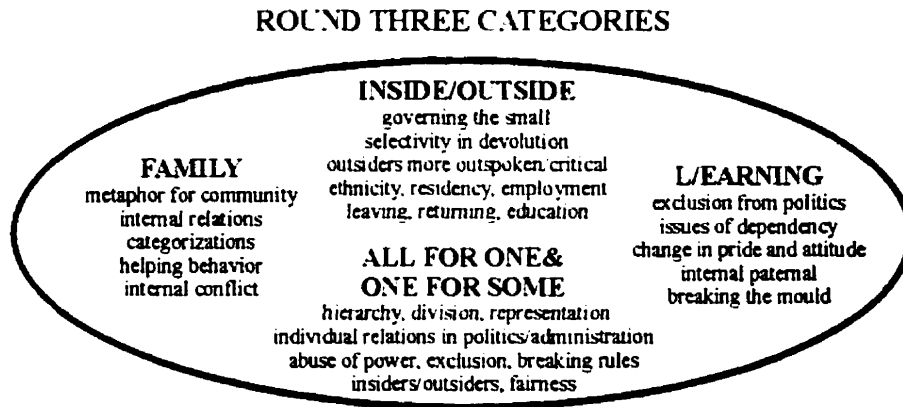 ROUND THREE CATEGORIES
INSIDE/OUTSIDE
governing the small
selectivity in devolution
outsiders more outspoken/critical
ethnicity, residency, employment
leaving, returning, education
FAMILY
metaphor for community
internal relations
categorizations
helping behavior
internal conflict
ALL FOR ONE&
ONE FOR SOME
hierarchy, division, representation
individual relations in politics/administration
abuse of power, exclusion, breaking rules
insiders/outsiders, fairness
L/EARNING
exclusion from politics
issues of dependency
change in pride and attitude
internal paternal
breaking the mould